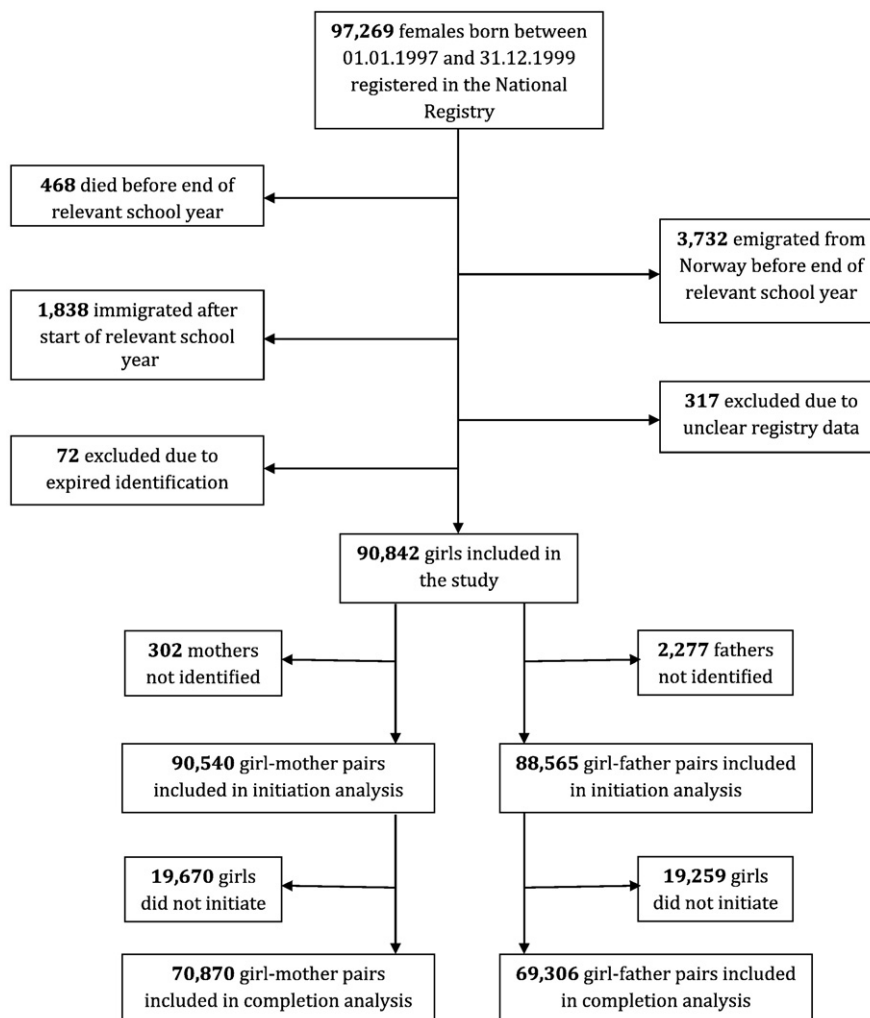 97,269 females born between
01.01.1997 and 31.12.1999
registered in the National
Registry
468 died before end of
relevant school year
3,732 emigrated from
Norway before end of
relevant school year
1,838 immigrated after
start of relevant school
year
317 excluded due to
unclear registry data
72 excluded due to
expired identification
90,842 girls included in
the study
302 mothers
not identified
2,277 fathers
not identified
90,540 girl-mother pairs
included in initiation analysis
88,565 girl-father pairs included
in initiation analysis
19,670 girls
did not initiate
19,259 girls
did not initiate
70,870 girl-mother pairs
included in completion analysis
69,306 girl-father pairs included
in completion analysis